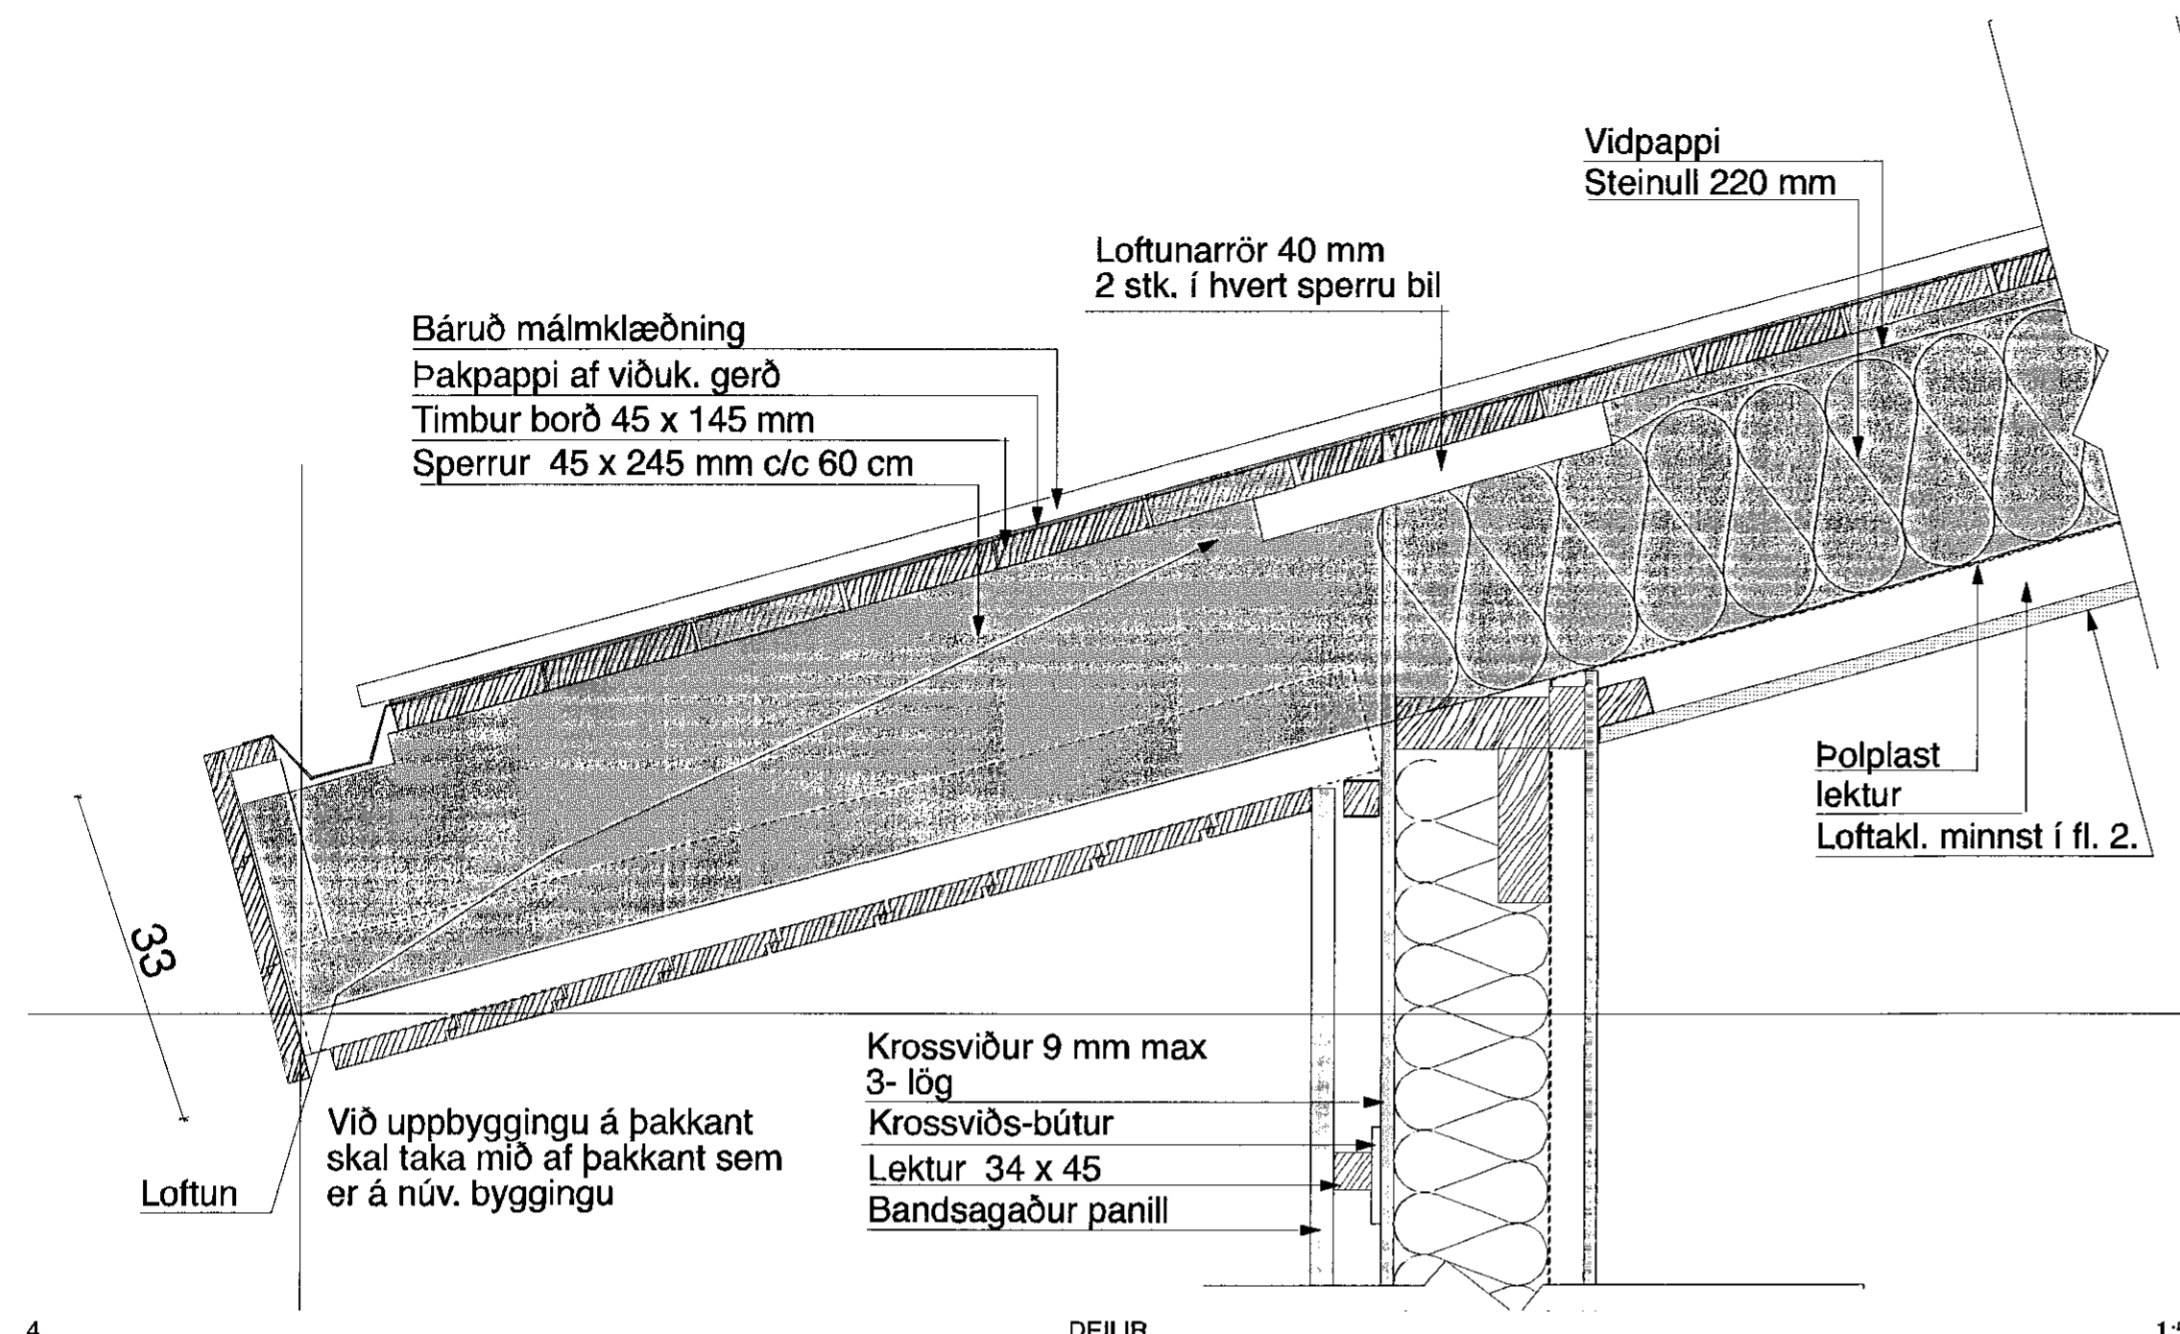 Vidpappi
Steinull 220 mm
Loftunarrör 40 mm
2 stk. í hvert sperru bil
Báruð málmklæðning
Þakpappi af viðuk. gerð
Timbur borð 45 x 145 mm
Sperrur 45 x 245 mm c/c 60 cm
33
Þolplast
lektur
Loftakl. minnst í fl. 2.
Krossviður 9 mm max
3- lög
Krossviðs-bútur
Lektur 34 x 45
Bandsagaður panill
Við uppbyggingu á þakkant
skal taka mið af þakkant sem
er á núv. byggingu
Loftun
4